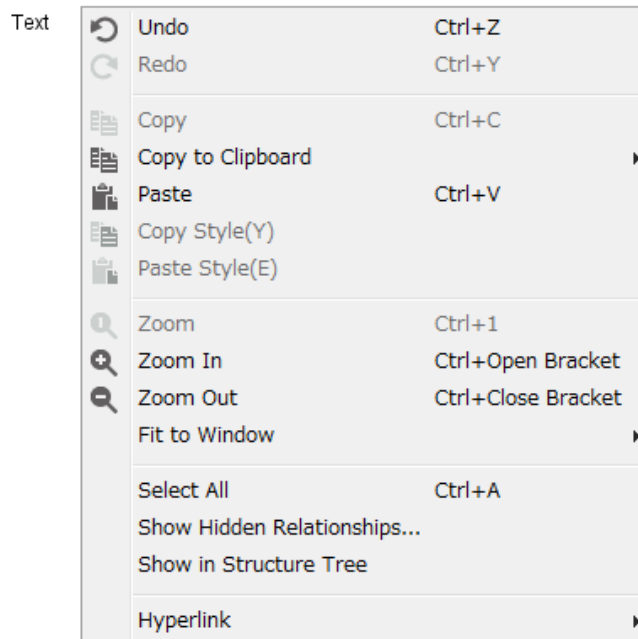 Text
Undo Ctrl+Z
Redo Ctrl+Y
Copy Ctrl+C
Copy to Clipboard
Paste Ctrl+V
Copy Style(Y)
Paste Style(E)
Zoom Ctrl+1
Zoom In Ctrl+Open Bracket
Zoom Out Ctrl+Close Bracket
Fit to Window
Select All Ctrl+A
Show Hidden Relationships...
Show in Structure Tree
Hyperlink